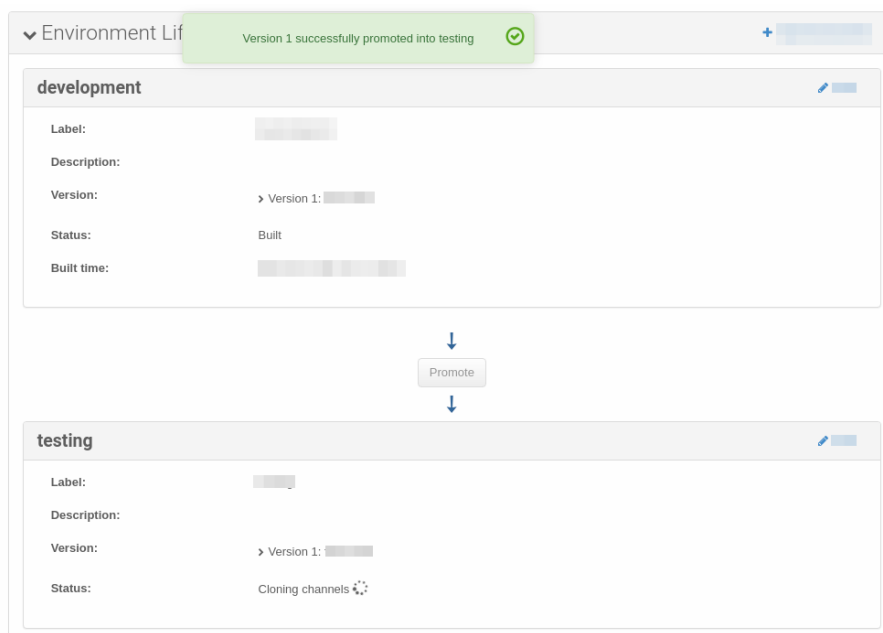 Environment Lif
Version 1 successfully promoted into testing
development
Label:
Description:
Version:
Version 1:
Status:
Built
Built time:
Promote
testing
Label:
Description:
Version:
Version 1:
Status:
Cloning channels